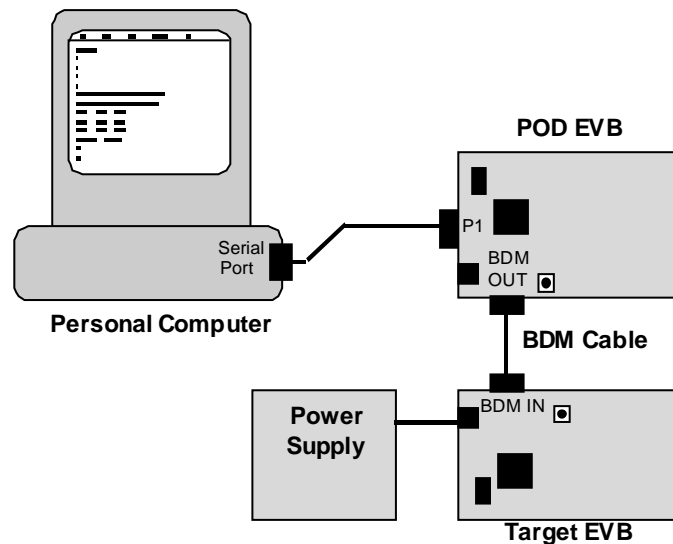 POD EVB
P1
Serial
Port
BDM
OUT
Personal Computer
BDM Cable
BDM IN
Power
Supply
Target EVB